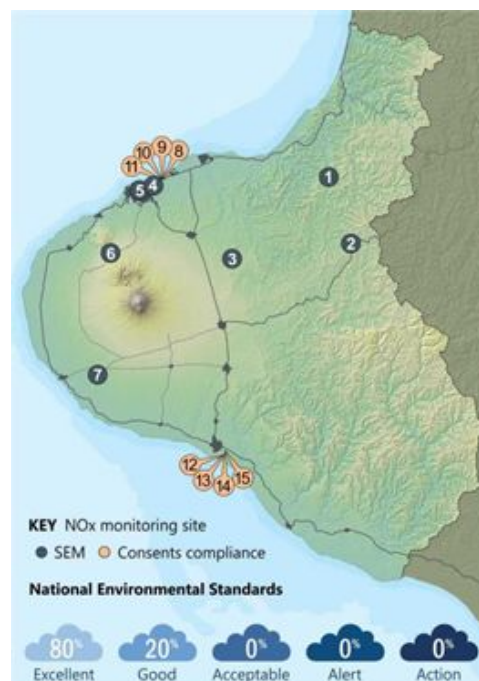 9
10 8
11
5 4
1
2
6 3
7
12 15
13 14
KEY NOx monitoring site
SEM Consents compliance
National Environmental Standards
80% 20% 0% 0% 0%
Excellent Good Acceptable Alert Action